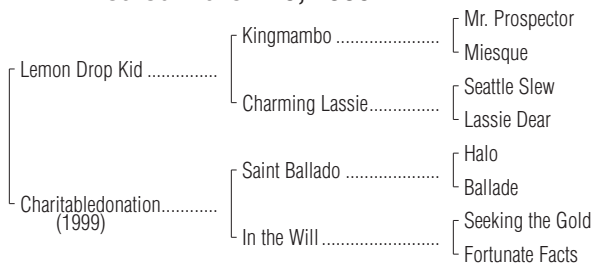 Mr. Prospector
Kingmambo ....................
Miesque
Lemon Drop Kid ..............
Seattle Slew
Charming Lassie..............
Lassie Dear
Halo
Saint Ballado ..................
Ballade
Charitabledonation...........
(1999)
Seeking the Gold
In the Will.......................
Fortunate Facts